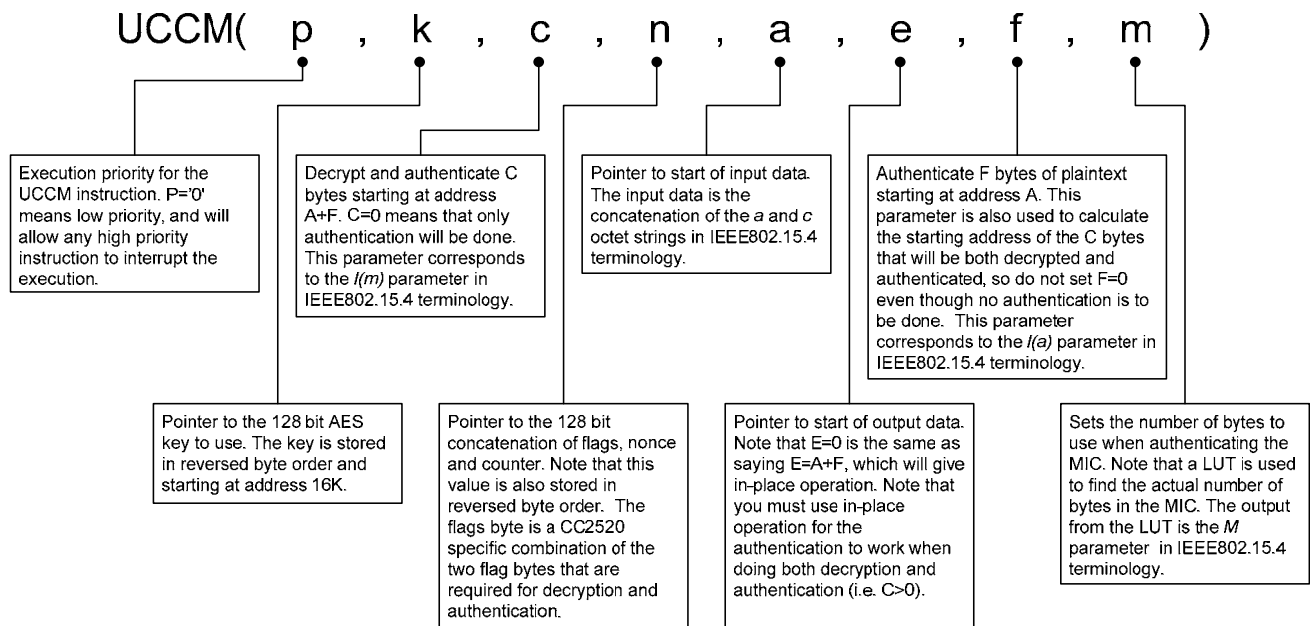 UCCM( p , k , c , n , a , e , f , m )
Execution priority for the
UCCM instruction. P='0'
means low priority, and will
allow any high priority
instruction to interrupt the
execution.
Decrypt and authenticate C
bytes starting at address
A+F. C=0 means that only
authentication will be done.
This parameter corresponds
to the l(m) parameter in
IEEE802.15.4 terminology.
Pointer to start of input data.
The input data is the
concatenation of the a and c
octet strings in IEEE802.15.4
terminology.
Authenticate F bytes of plaintext
starting at address A. This
parameter is also used to calculate
the starting address of the C bytes
that will be both decrypted and
authenticated, so do not set F=0
even though no authentication is to
be done. This parameter
corresponds to the l(a) parameter in
IEEE802.15.4 terminology.
Pointer to the 128 bit AES
key to use. The key is stored
in reversed byte order and
starting at address 16K.
Pointer to the 128 bit
concatenation of flags, nonce
and counter. Note that this
value is also stored in
reversed byte order. The
flags byte is a CC2520
specific combination of the
two flag bytes that are
required for decryption and
authentication.
Pointer to start of output data.
Note that E=0 is the same as
saying E=A+F, which will give
in-place operation. Note that
you must use in-place
operation for the
authentication to work when
doing both decryption and
authentication (i.e. C>0).
Sets the number of bytes to
use when authenticating the
MIC. Note that a LUT is used
to find the actual number of
bytes in the MIC. The output
from the LUT is the M
parameter in IEEE802.15.4
terminology.